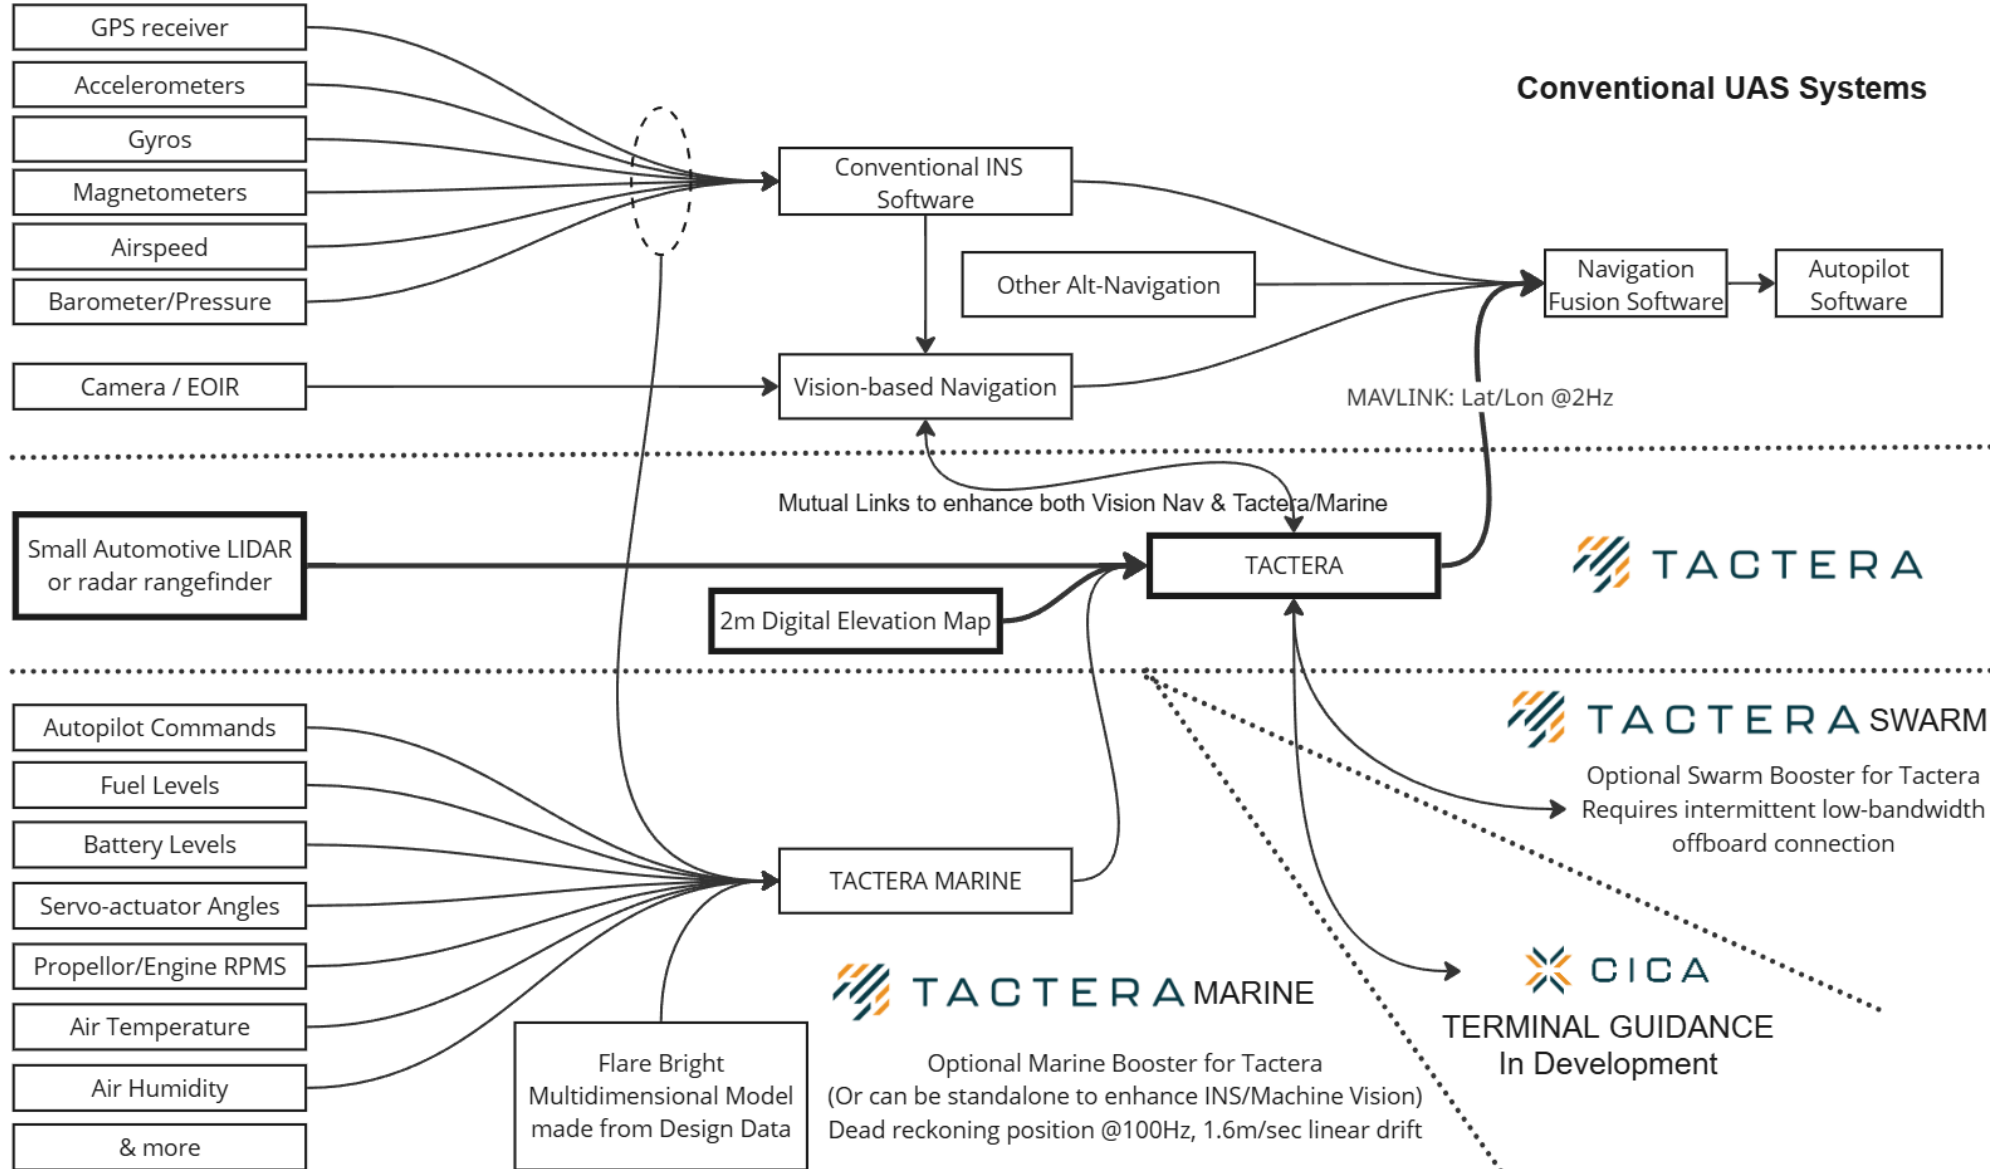 GPS receiver
Accelerometers
Gyros
Magnetometers
Airspeed
Barometer/Pressure
Camera / EOIR
Conventional UAS Systems
Conventional INS
Software
Other Alt-Navigation
Vision-based Navigation
Navigation
Fusion Software
Autopilot
Software
MAVLINK: Lat/Lon @2Hz
Mutual Links to enhance both Vision Nav & Tactera/Marine
Small Automotive LIDAR
or radar rangefinder
2m Digital Elevation Map
TACTERA
TACTERA
Autopilot Commands
Fuel Levels
Battery Levels
Servo-actuator Angles
Propellor/Engine RPMS
Air Temperature
Air Humidity
& more
TACTERA MARINE
Flare Bright
Multidimensional Model
made from Design Data
TACTERA MARINE
Optional Marine Booster for Tactera
(Or can be standalone to enhance INS/Machine Vision)
Dead reckoning position @100Hz, 1.6m/sec linear drift
TACTERA SWARM
Optional Swarm Booster for Tactera
Requires intermittent low-bandwidth
offboard connection
CICA
TERMINAL GUIDANCE
In Development